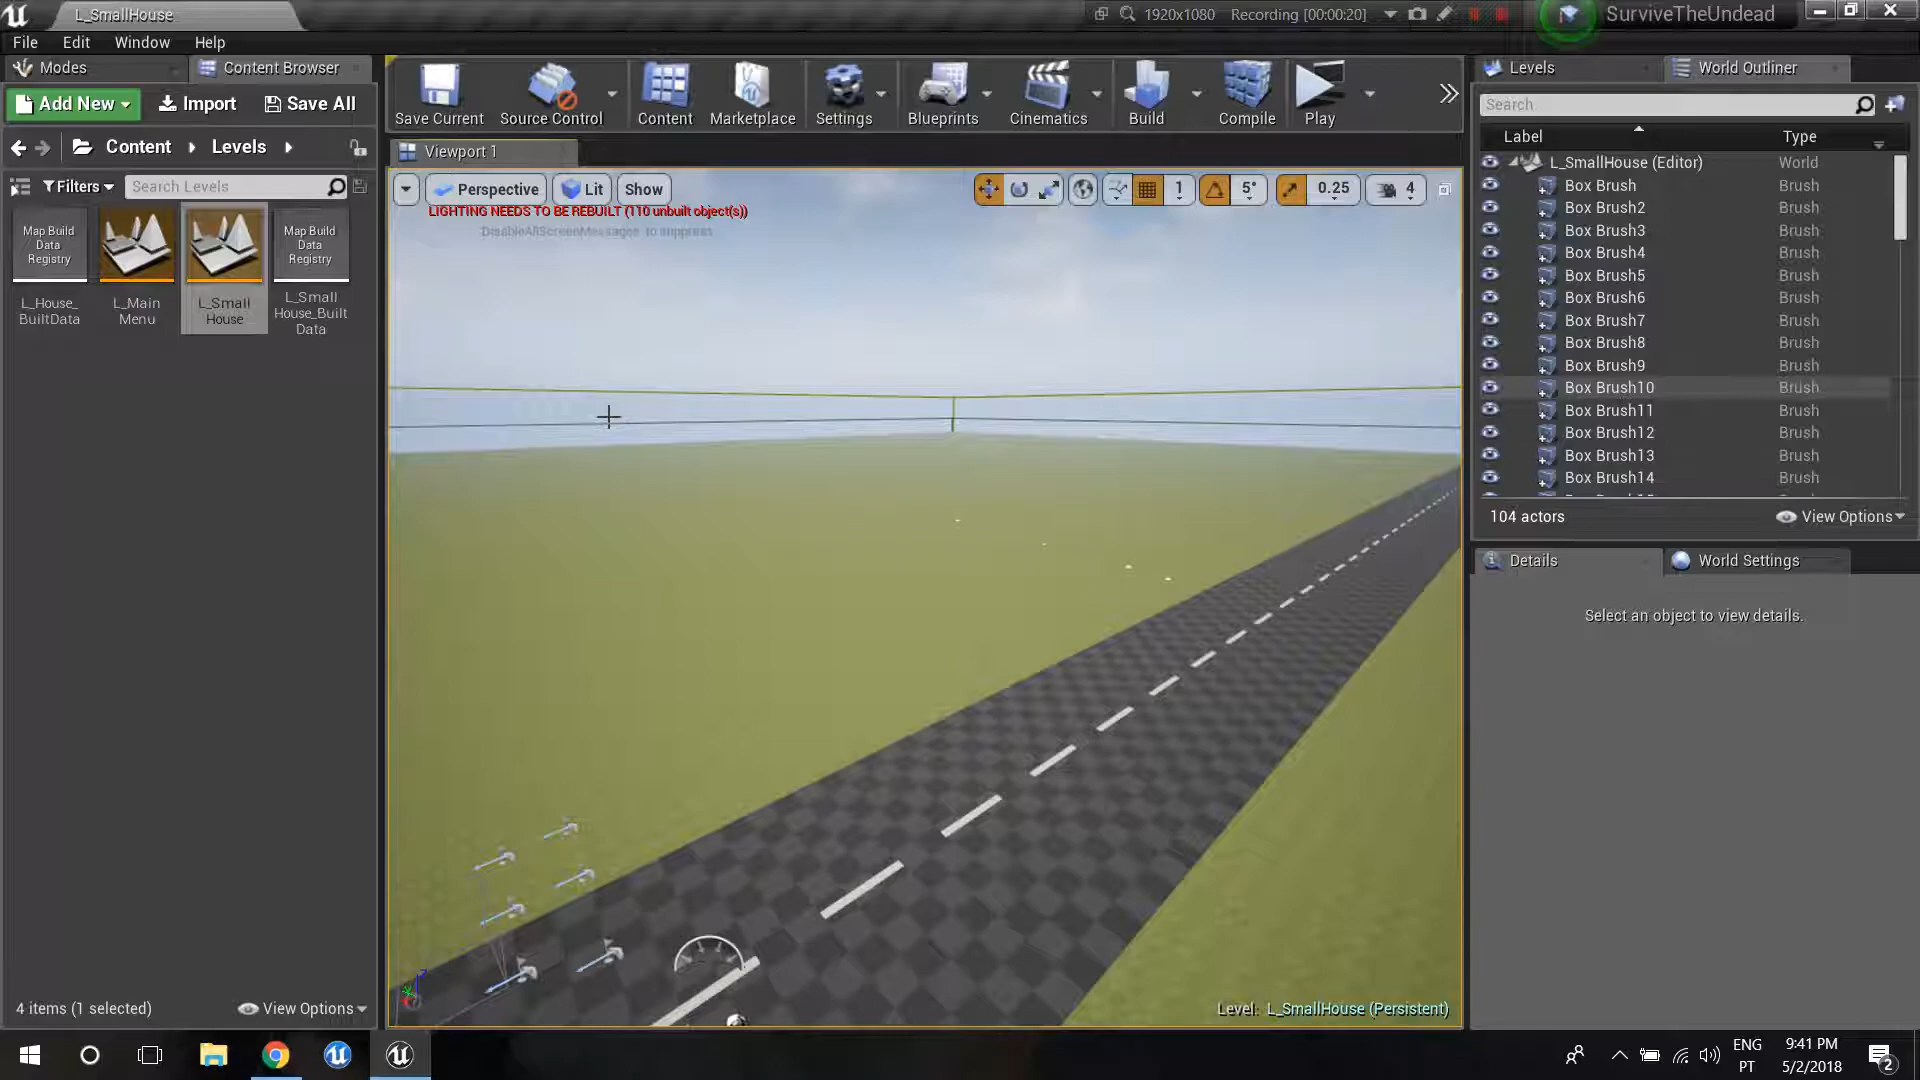 L_SmallHouse
1920x1080
Recording [00:00:20]
SurviveTheUndead
File
Edit
Window
Help
Modes
Content Browser
Levels
World Outliner
Add New
Import
Save All
Save Current
Source Control
Content
Marketplace
Settings
Blueprints
Cinematics
Build
Compile
Play
Search
Label
Type
Content
Levels
Filters
Search Levels
Viewport 1
Perspective
Lit
Show
1
5°
0.25
4
LIGHTING NEEDS TO BE REBUILT (110 unbuilt object(s))
'DisableAllScreenMessages' to suppress
Map Build
Data
Registry
Map Build
Data
Registry
L_House_
BuiltData
L_Main
Menu
L_Small
House
L_Small
House_Built
Data
L_SmallHouse (Editor) World
Box Brush Brush
Box Brush2 Brush
Box Brush3 Brush
Box Brush4 Brush
Box Brush5 Brush
Box Brush6 Brush
Box Brush7 Brush
Box Brush8 Brush
Box Brush9 Brush
Box Brush10 Brush
Box Brush11 Brush
Box Brush12 Brush
Box Brush13 Brush
Box Brush14 Brush
104 actors
View Options
Details
World Settings
Select an object to view details.
4 items (1 selected)
View Options
Level: L_SmallHouse (Persistent)
ENG
PT
9:41 PM
5/2/2018
2